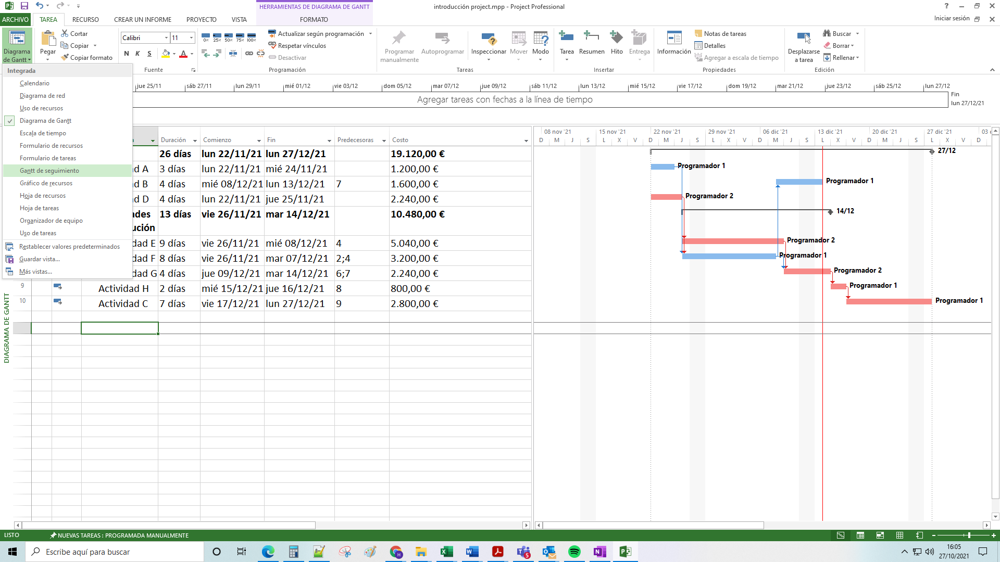 HERRAMIENTAS DE DIAGRAMA DE GANTT
introducción project.mpp - Project Professional
ARCHIVO TAREA RECURSO CREAR UN INFORME PROYECTO VISTA FORMATO
Iniciar sesión
Diagrama de Gantt
Pegar
Cortar
Copiar
Copiar formato
Calibri 11
N K S
Fuente
0% 25% 50% 75% 100%
Actualizar según programación
Respetar vínculos
Desactivar
Programación
Programar manualmente
Autoprogramar
Inspeccionar
Mover
Modo
Tareas
Tarea
Resumen
Hito
Entrega
Insertar
Información
Notas de tareas
Detalles
Agregar a escala de tiempo
Propiedades
Desplazarse a tarea
Buscar
Borrar
Rellenar
Edición
Integrada
Calendario
Diagrama de red
Uso de recursos
Diagrama de Gantt
Escala de tiempo
Formulario de recursos
Formulario de tareas
Gantt de seguimiento
Gráfico de recursos
Hoja de recursos
Hoja de tareas
Organizador de equipo
Uso de tareas
Restablecer valores predeterminados
Guardar vista...
Más vistas...
jue 25/11 sáb 27/11 lun 29/11 mié 01/12 vie 03/12 dom 05/12 mar 07/12 jue 09/12 sáb 11/12 lun 13/12 mié 15/12 vie 17/12 dom 19/12 mar 21/12 jue 23/12 sáb 25/12 lun 27/12
Agregar tareas con fechas a la línea de tiempo
Fin
lun 27/12/21
Duración Comienzo Fin Predecesoras Costo
26 días lun 22/11/21 lun 27/12/21 19.120,00 €
d A 3 días lun 22/11/21 mié 24/11/21 1.200,00 €
d B 4 días mié 08/12/21 lun 13/12/21 7 1.600,00 €
d D 4 días lun 22/11/21 jue 25/11/21 2.240,00 €
ades 13 días vie 26/11/21 mar 14/12/21 10.480,00 €
ución
dad E 9 días vie 26/11/21 mié 08/12/21 4 5.040,00 €
dad F 8 días vie 26/11/21 mar 07/12/21 2;4 3.200,00 €
dad G 4 días jue 09/12/21 mar 14/12/21 6;7 2.240,00 €
9 Actividad H 2 días mié 15/12/21 jue 16/12/21 8 800,00 €
10 Actividad C 7 días vie 17/12/21 lun 27/12/21 9 2.800,00 €
08 nov '21 15 nov '21 22 nov '21 29 nov '21 06 dic '21 13 dic '21 20 dic '21 27 dic '21 03 e
D M J S L X V D M J S L X V D M J S L X V D M J S L X V D
27/12
Programador 1
Programador 1
Programador 2
14/12
Programador 2
Programador 1
Programador 2
Programador 1
Programador 1
DIAGRAMA DE GANTT
LISTO NUEVAS TAREAS : PROGRAMADA MANUALMENTE
Escribe aquí para buscar
16:05
27/10/2021